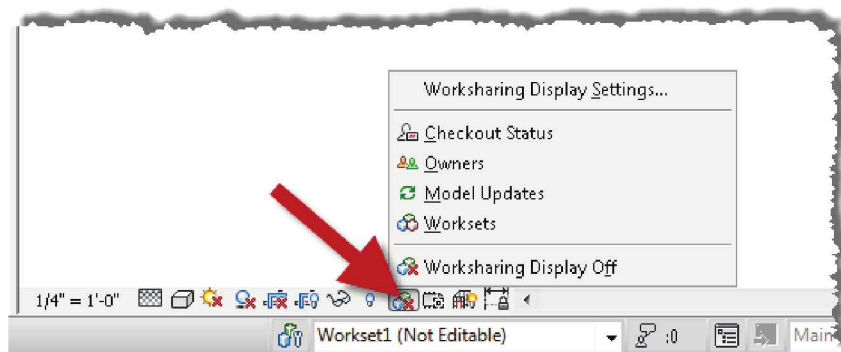 Worksharing Display Settings...
Checkout Status
Owners
Model Updates
Worksets
Worksharing Display Off
1/4" = 1'-0"
Workset1 (Not Editable)
:0
Main